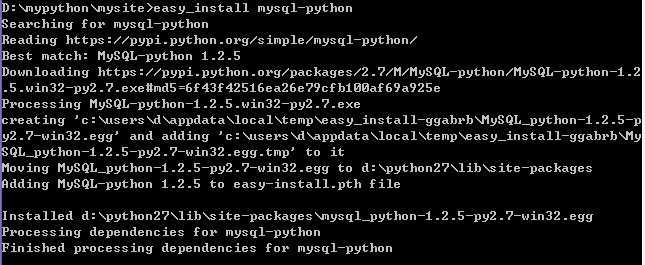 D:\mypython\mysite>easy_install mysql-python
Searching for mysql-python
Reading https://pypi.python.org/simple/mysql-python/
Best match: MySQL-python 1.2.5
Downloading https://pypi.python.org/packages/2.7/M/MySQL-python/MySQL-python-1.2
.5.win32-py2.7.exe#md5=6f43f42516ea26e79cfb100af69a925e
Processing MySQL-python-1.2.5.win32-py2.7.exe
creating 'c:\users\d\appdata\local\temp\easy_install-ggabrb\MySQL_python-1.2.5-p
y2.7-win32.egg' and adding 'c:\users\d\appdata\local\temp\easy_install-ggabrb\My
SQL_python-1.2.5-py2.7-win32.egg.tmp' to it
Moving MySQL_python-1.2.5-py2.7-win32.egg to d:\python27\lib\site-packages
Adding MySQL-python 1.2.5 to easy-install.pth file
Installed d:\python27\lib\site-packages\mysql_python-1.2.5-py2.7-win32.egg
Processing dependencies for mysql-python
Finished processing dependencies for mysql-python